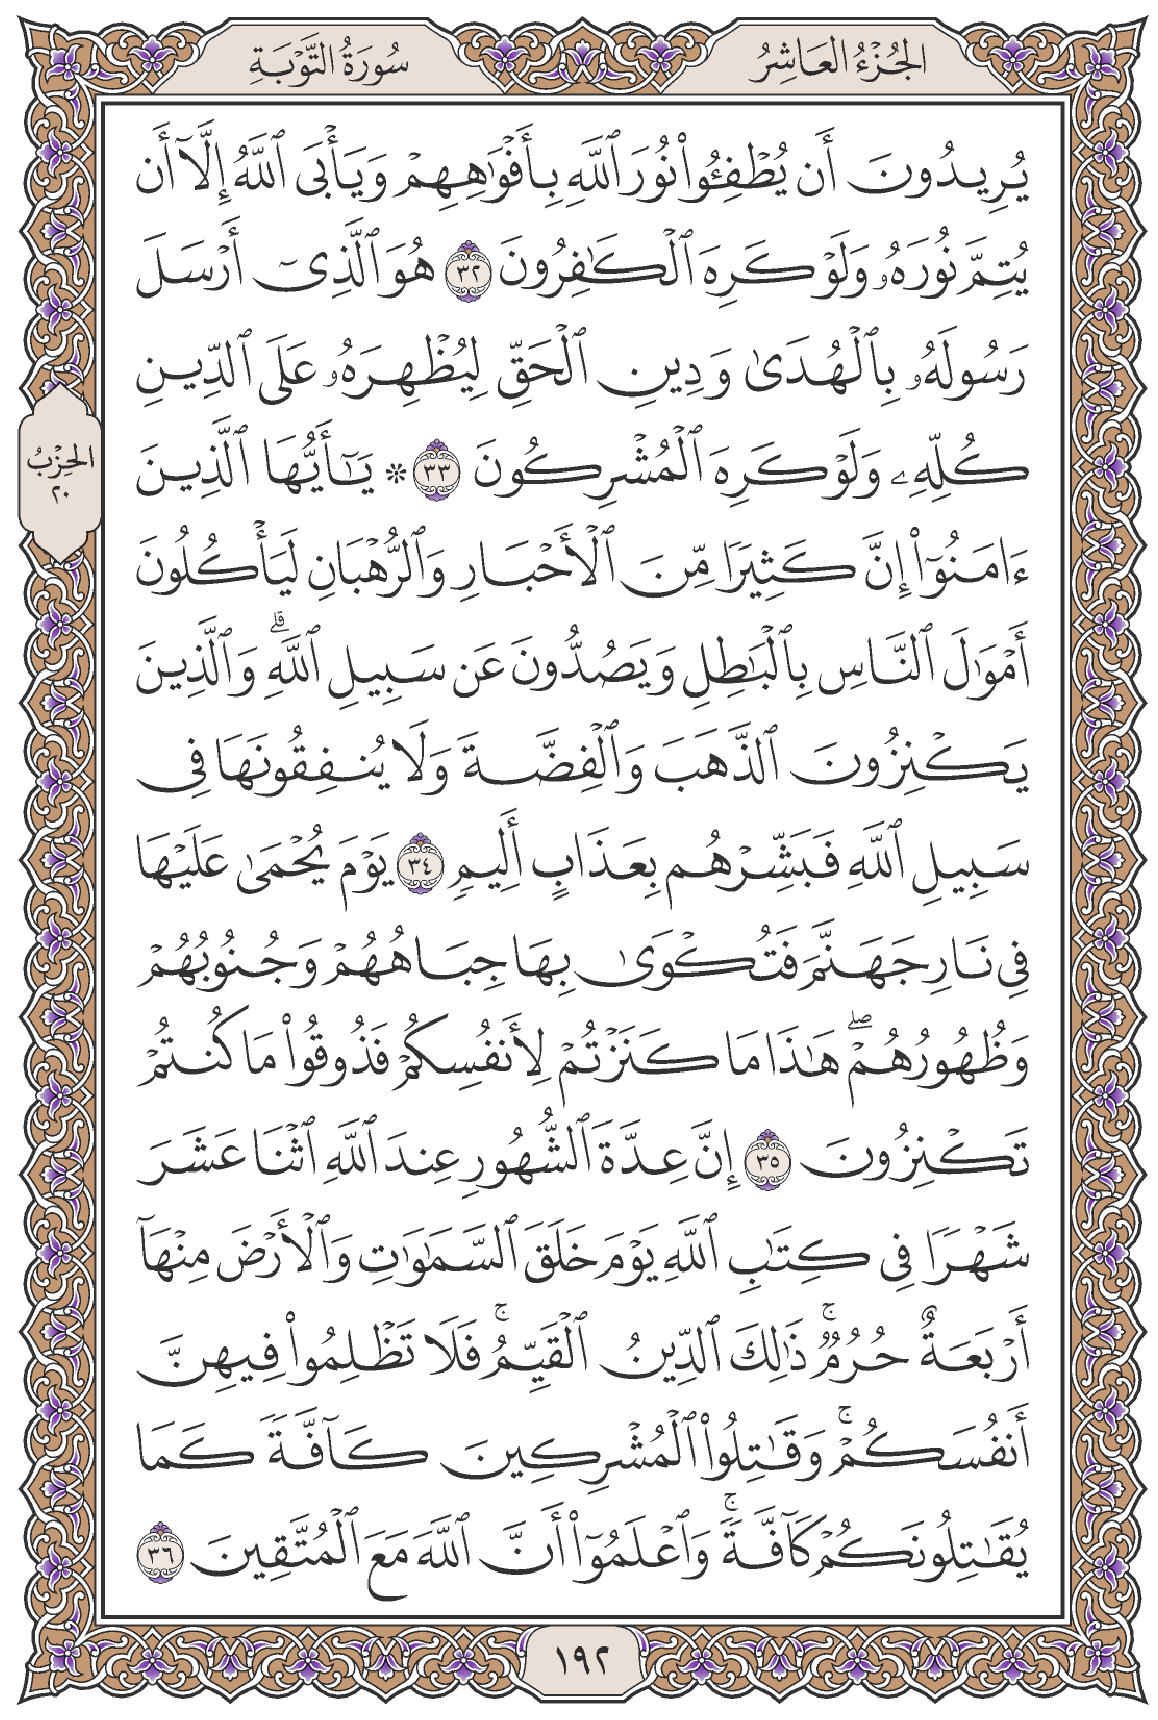 الجُزْءُ العَاشِرُ
سُورَةُ التَّوْبَةِ
يُرِيدُونَ أَن يُطْفِـُٔوا۟ نُورَ ٱللَّهِ بِأَفْوَٰهِهِمْ وَيَأْبَى ٱللَّهُ إِلَّآ أَن
يُتِمَّ نُورَهُۥ وَلَوْ كَرِهَ ٱلْكَـٰفِرُونَ ٣٢ هُوَ ٱلَّذِىٓ أَرْسَلَ
رَسُولَهُۥ بِٱلْهُدَىٰ وَدِينِ ٱلْحَقِّ لِيُظْهِرَهُۥ عَلَى ٱلدِّينِ
كُلِّهِۦ وَلَوْ كَرِهَ ٱلْمُشْرِكُونَ ٣٣ * يَـٰٓأَيُّهَا ٱلَّذِينَ
الحِزْبُ
٢٠
ءَامَنُوٓا۟ إِنَّ كَثِيرًا مِّنَ ٱلْأَحْبَارِ وَٱلرُّهْبَانِ لَيَأْكُلُونَ
أَمْوَٰلَ ٱلنَّاسِ بِٱلْبَـٰطِلِ وَيَصُدُّونَ عَن سَبِيلِ ٱللَّهِ ۗ وَٱلَّذِينَ
يَكْنِزُونَ ٱلذَّهَبَ وَٱلْفِضَّةَ وَلَا يُنفِقُونَهَا فِى
سَبِيلِ ٱللَّهِ فَبَشِّرْهُم بِعَذَابٍ أَلِيمٍ ٣٤ يَوْمَ يُحْمَىٰ عَلَيْهَا
فِى نَارِ جَهَنَّمَ فَتُكْوَىٰ بِهَا جِبَاهُهُمْ وَجُنُوبُهُمْ
وَظُهُورُهُمْ ۖ هَـٰذَا مَا كَنَزْتُمْ لِأَنفُسِكُمْ فَذُوقُوا۟ مَا كُنتُمْ
تَكْنِزُونَ ٣٥ إِنَّ عِدَّةَ ٱلشُّهُورِ عِندَ ٱللَّهِ ٱثْنَا عَشَرَ
شَهْرًا فِى كِتَـٰبِ ٱللَّهِ يَوْمَ خَلَقَ ٱلسَّمَـٰوَٰتِ وَٱلْأَرْضَ مِنْهَآ
أَرْبَعَةٌ حُرُمٌ ۚ ذَٰلِكَ ٱلدِّينُ ٱلْقَيِّمُ ۚ فَلَا تَظْلِمُوا۟ فِيهِنَّ
أَنفُسَكُمْ ۚ وَقَـٰتِلُوا۟ ٱلْمُشْرِكِينَ كَآفَّةً كَمَا
يُقَـٰتِلُونَكُمْ كَآفَّةً ۚ وَٱعْلَمُوٓا۟ أَنَّ ٱللَّهَ مَعَ ٱلْمُتَّقِينَ ٣٦
١٩٢